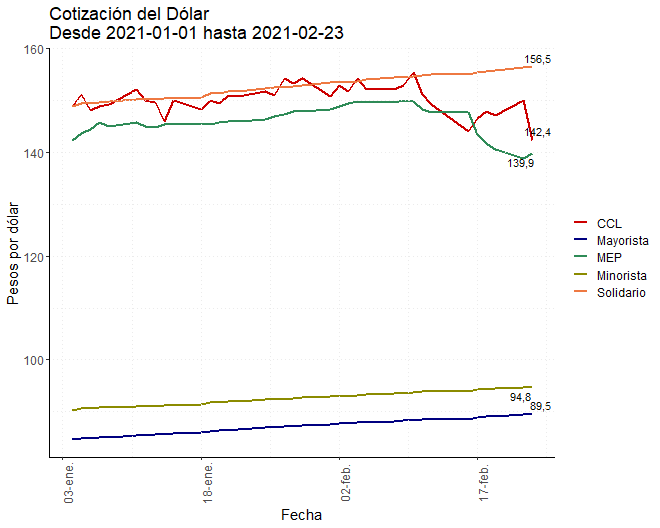 Cotización del Dólar
Desde 2021-01-01 hasta 2021-02-23
Pesos por dólar
160
140
120
100
156,5
142,4
139,9
94,8
89,5
03-ene.
18-ene.
02-feb.
17-feb.
Fecha
CCL
Mayorista
MEP
Minorista
Solidario